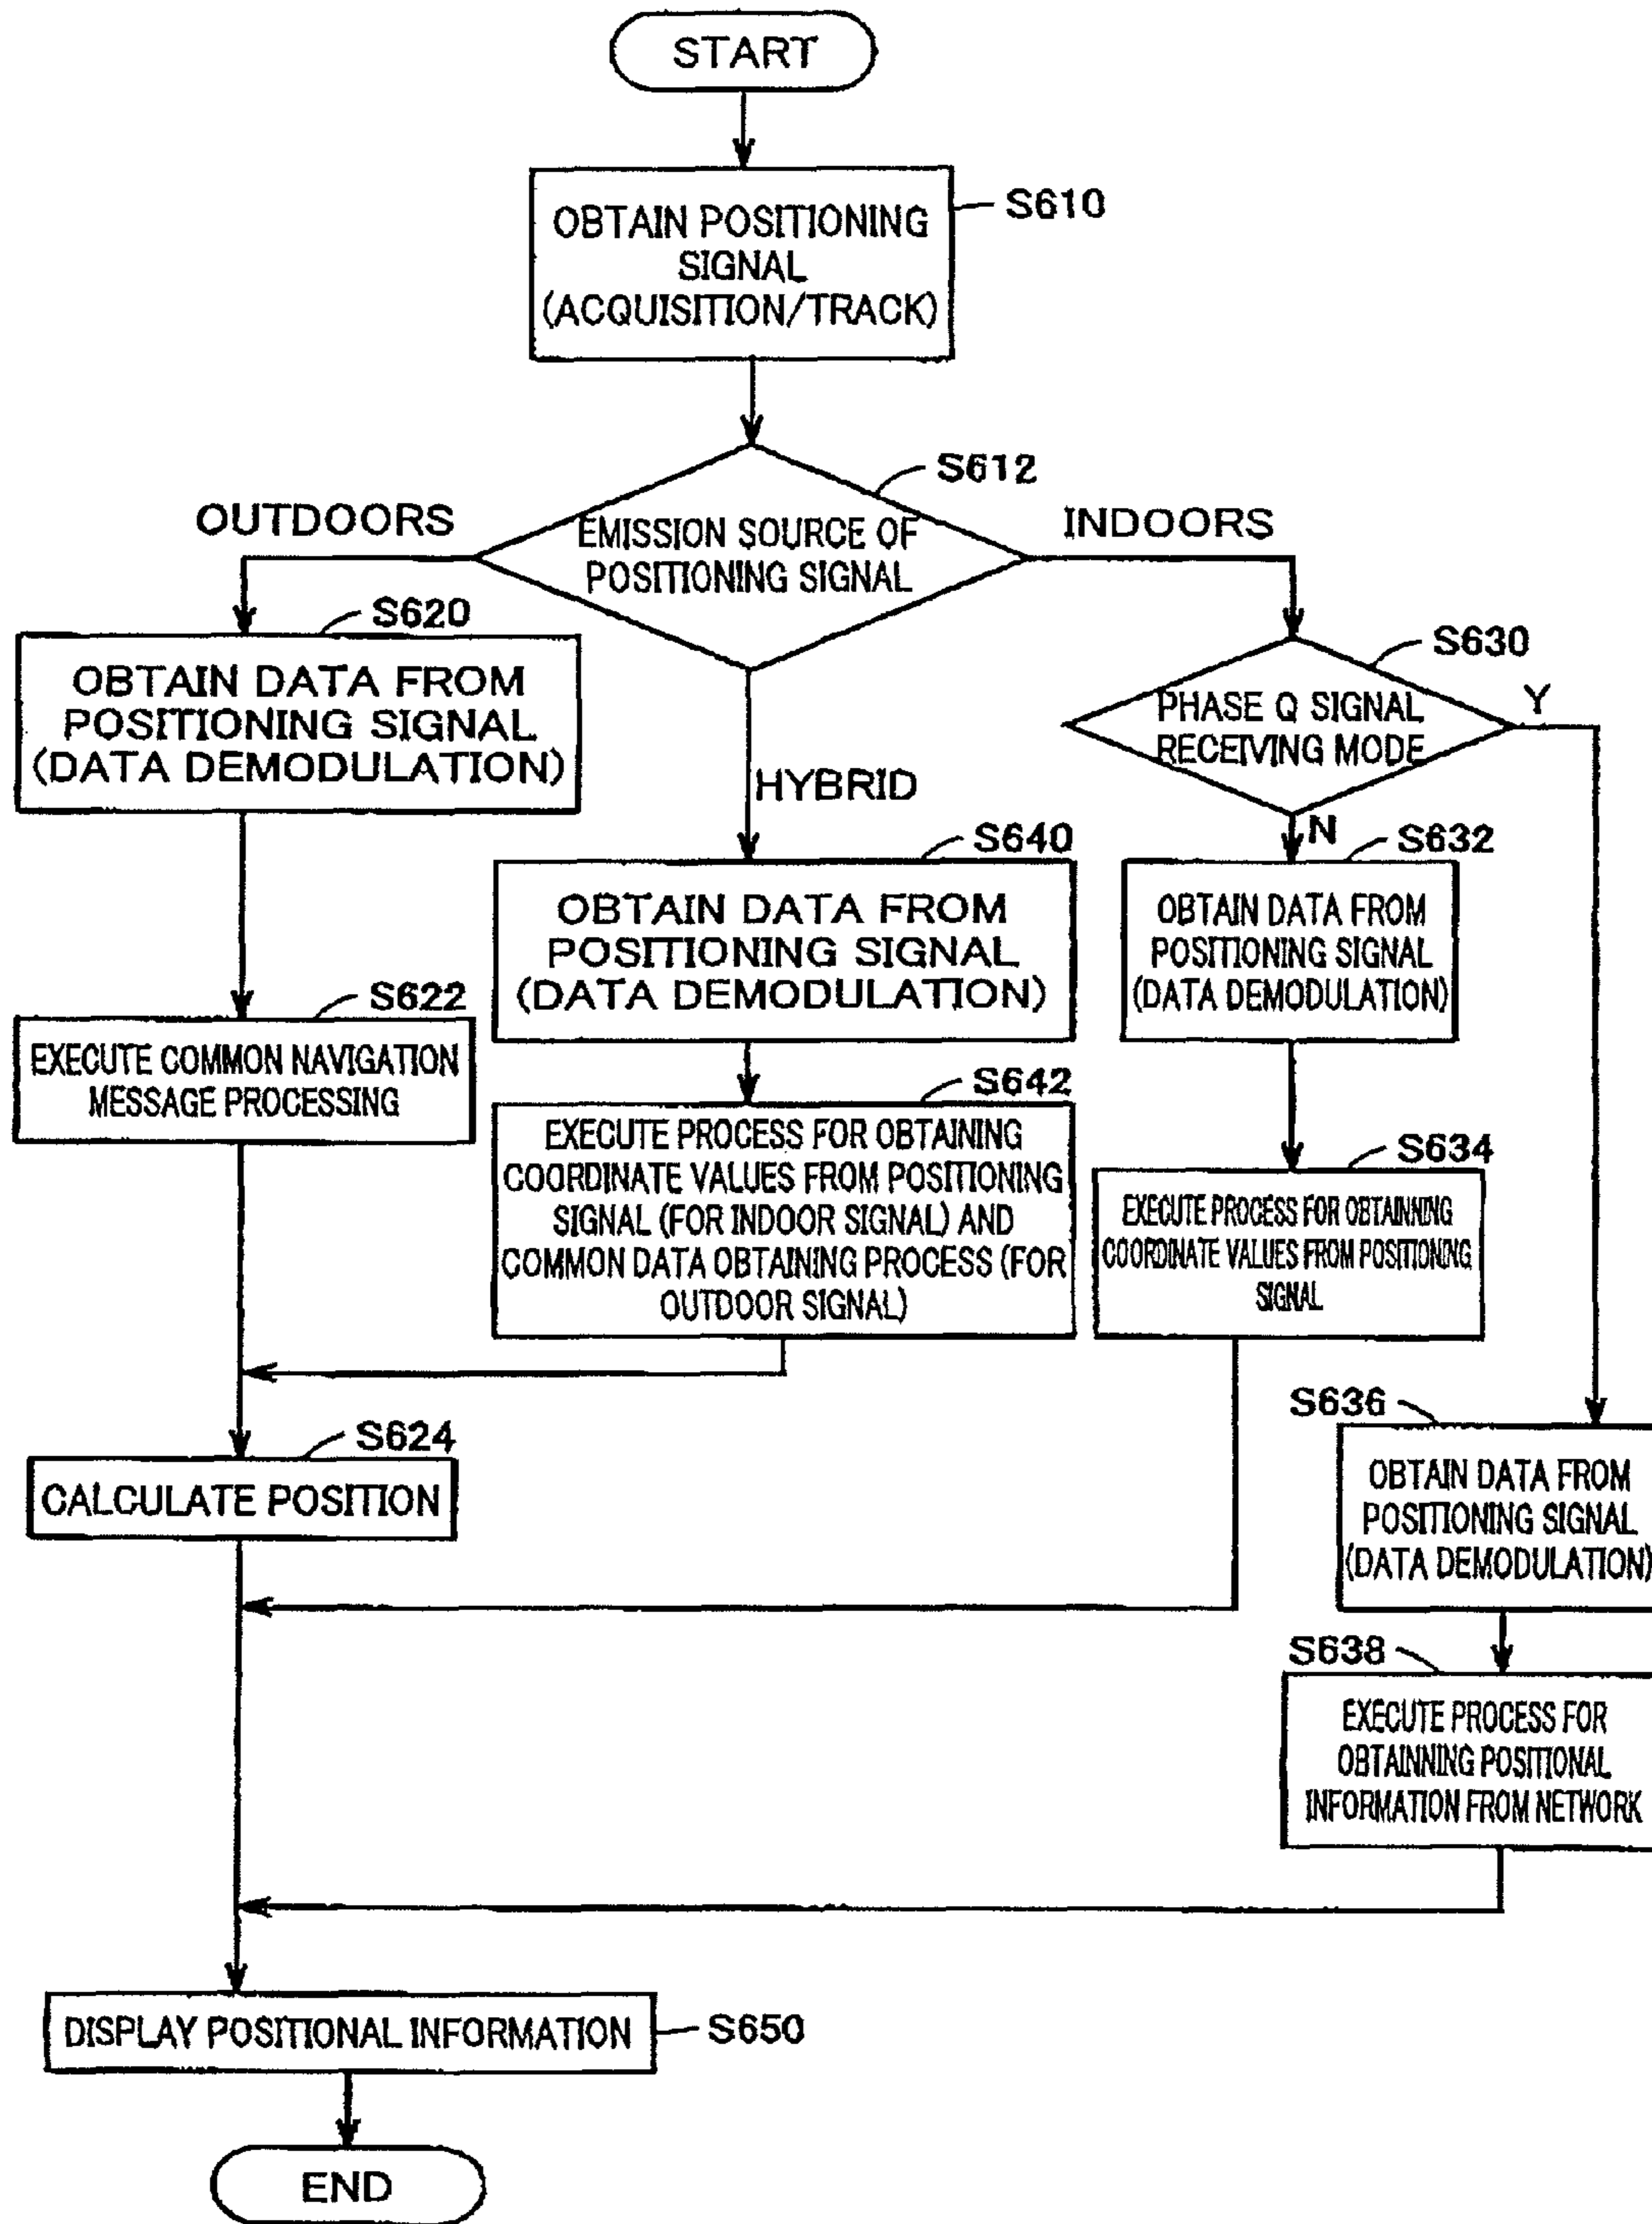 START
OBTAIN POSITIONING
SIGNAL
(ACQUISITION/TRACK)
S610
S612
EMISSION SOURCE OF
POSITIONING SIGNAL
OUTDOORS
INDOORS
HYBRID
S620
OBTAIN DATA FROM
POSITIONING SIGNAL
(DATA DEMODULATION)
S630
PHASE Q SIGNAL
RECEIVING MODE
Y
N
S640
OBTAIN DATA FROM
POSITIONING SIGNAL
(DATA DEMODULATION)
S632
OBTAIN DATA FROM
POSITIONING SIGNAL
(DATA DEMODULATION)
S622
EXECUTE COMMON NAVIGATION
MESSAGE PROCESSING
S642
EXECUTE PROCESS FOR OBTAINING
COORDINATE VALUES FROM POSITIONING
SIGNAL (FOR INDOOR SIGNAL) AND
COMMON DATA OBTAINING PROCESS (FOR
OUTDOOR SIGNAL)
S634
EXECUTE PROCESS FOR OBTAINNING
COORDINATE VALUES FROM POSITIONING
SIGNAL
S624
CALCULATE POSITION
S636
OBTAIN DATA FROM
POSITIONING SIGNAL
(DATA DEMODULATION)
S638
EXECUTE PROCESS FOR
OBTAINNING POSITIONAL
INFORMATION FROM NETWORK
DISPLAY POSITIONAL INFORMATION
S650
END